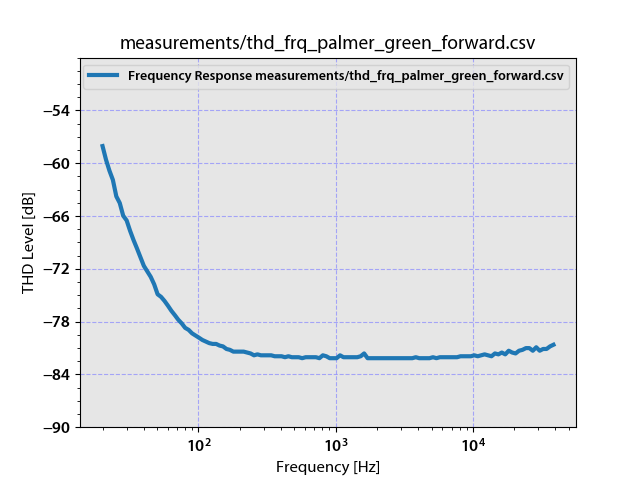 measurements/thd_frq_palmer_green_forward.csv
Frequency Response measurements/thd_frq_palmer_green_forward.csv
−54
−60
−66
−72
−78
−84
−90
THD Level [dB]
10² 10³ 10⁴
Frequency [Hz]